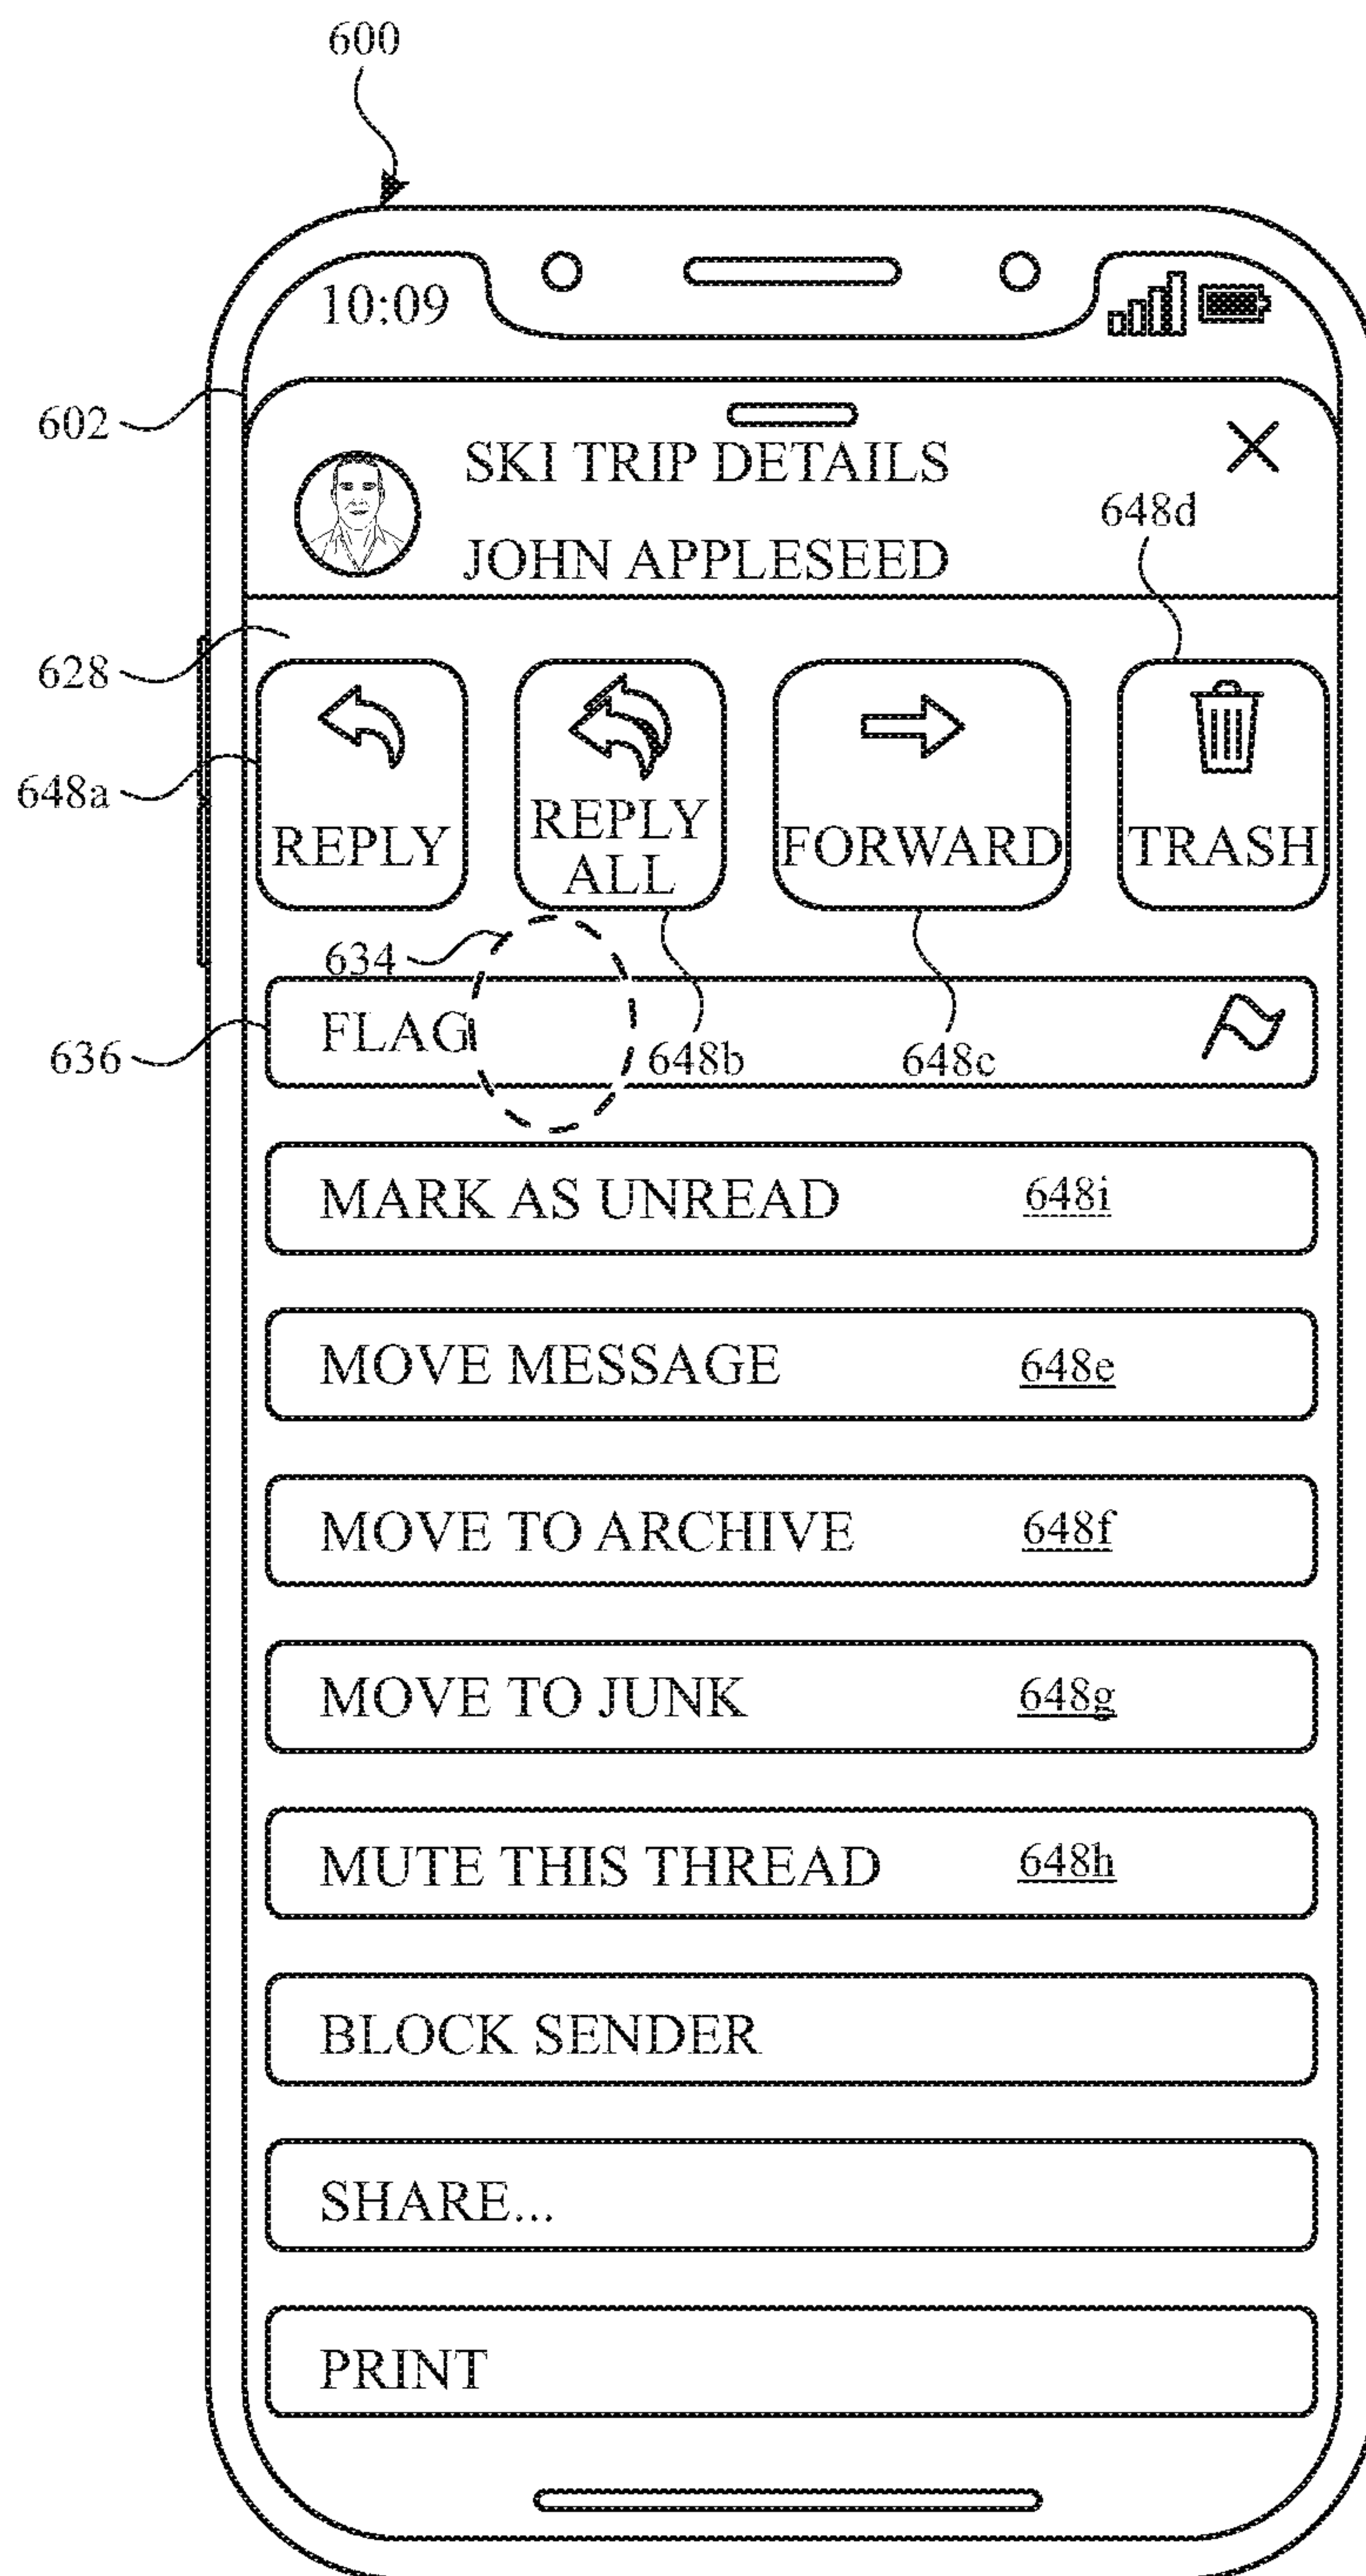 600
10:09
602
SKI TRIP DETAILS
648d
JOHN APPLESEED
628
648a
REPLY
REPLY
ALL
FORWARD
TRASH
634
636
FLAG
648b
648c
MARK AS UNREAD 648i
MOVE MESSAGE 648e
MOVE TO ARCHIVE 648f
MOVE TO JUNK 648g
MUTE THIS THREAD 648h
BLOCK SENDER
SHARE...
PRINT